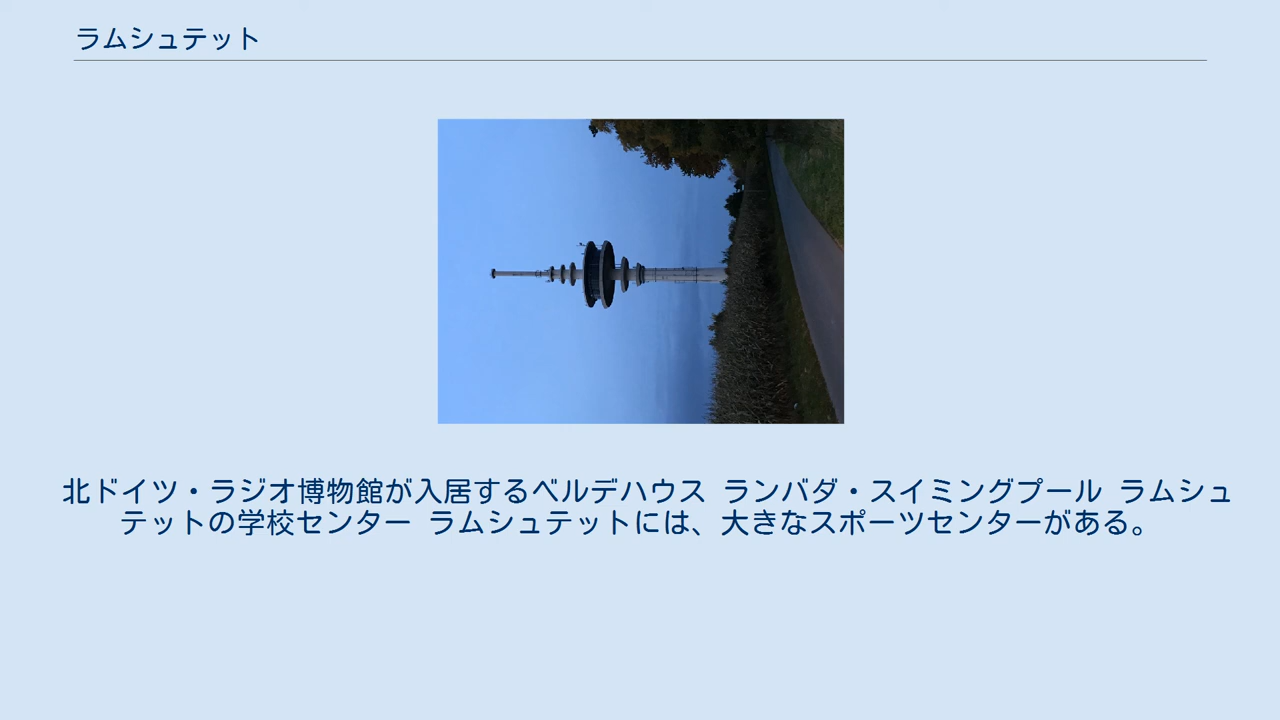 ラムシュテット
北ドイツ・ラジオ博物館が入居するベルデハウス ランバダ・スイミングプール ラムシュ
テットの学校センター ラムシュテットには、大きなスポーツセンターがある。